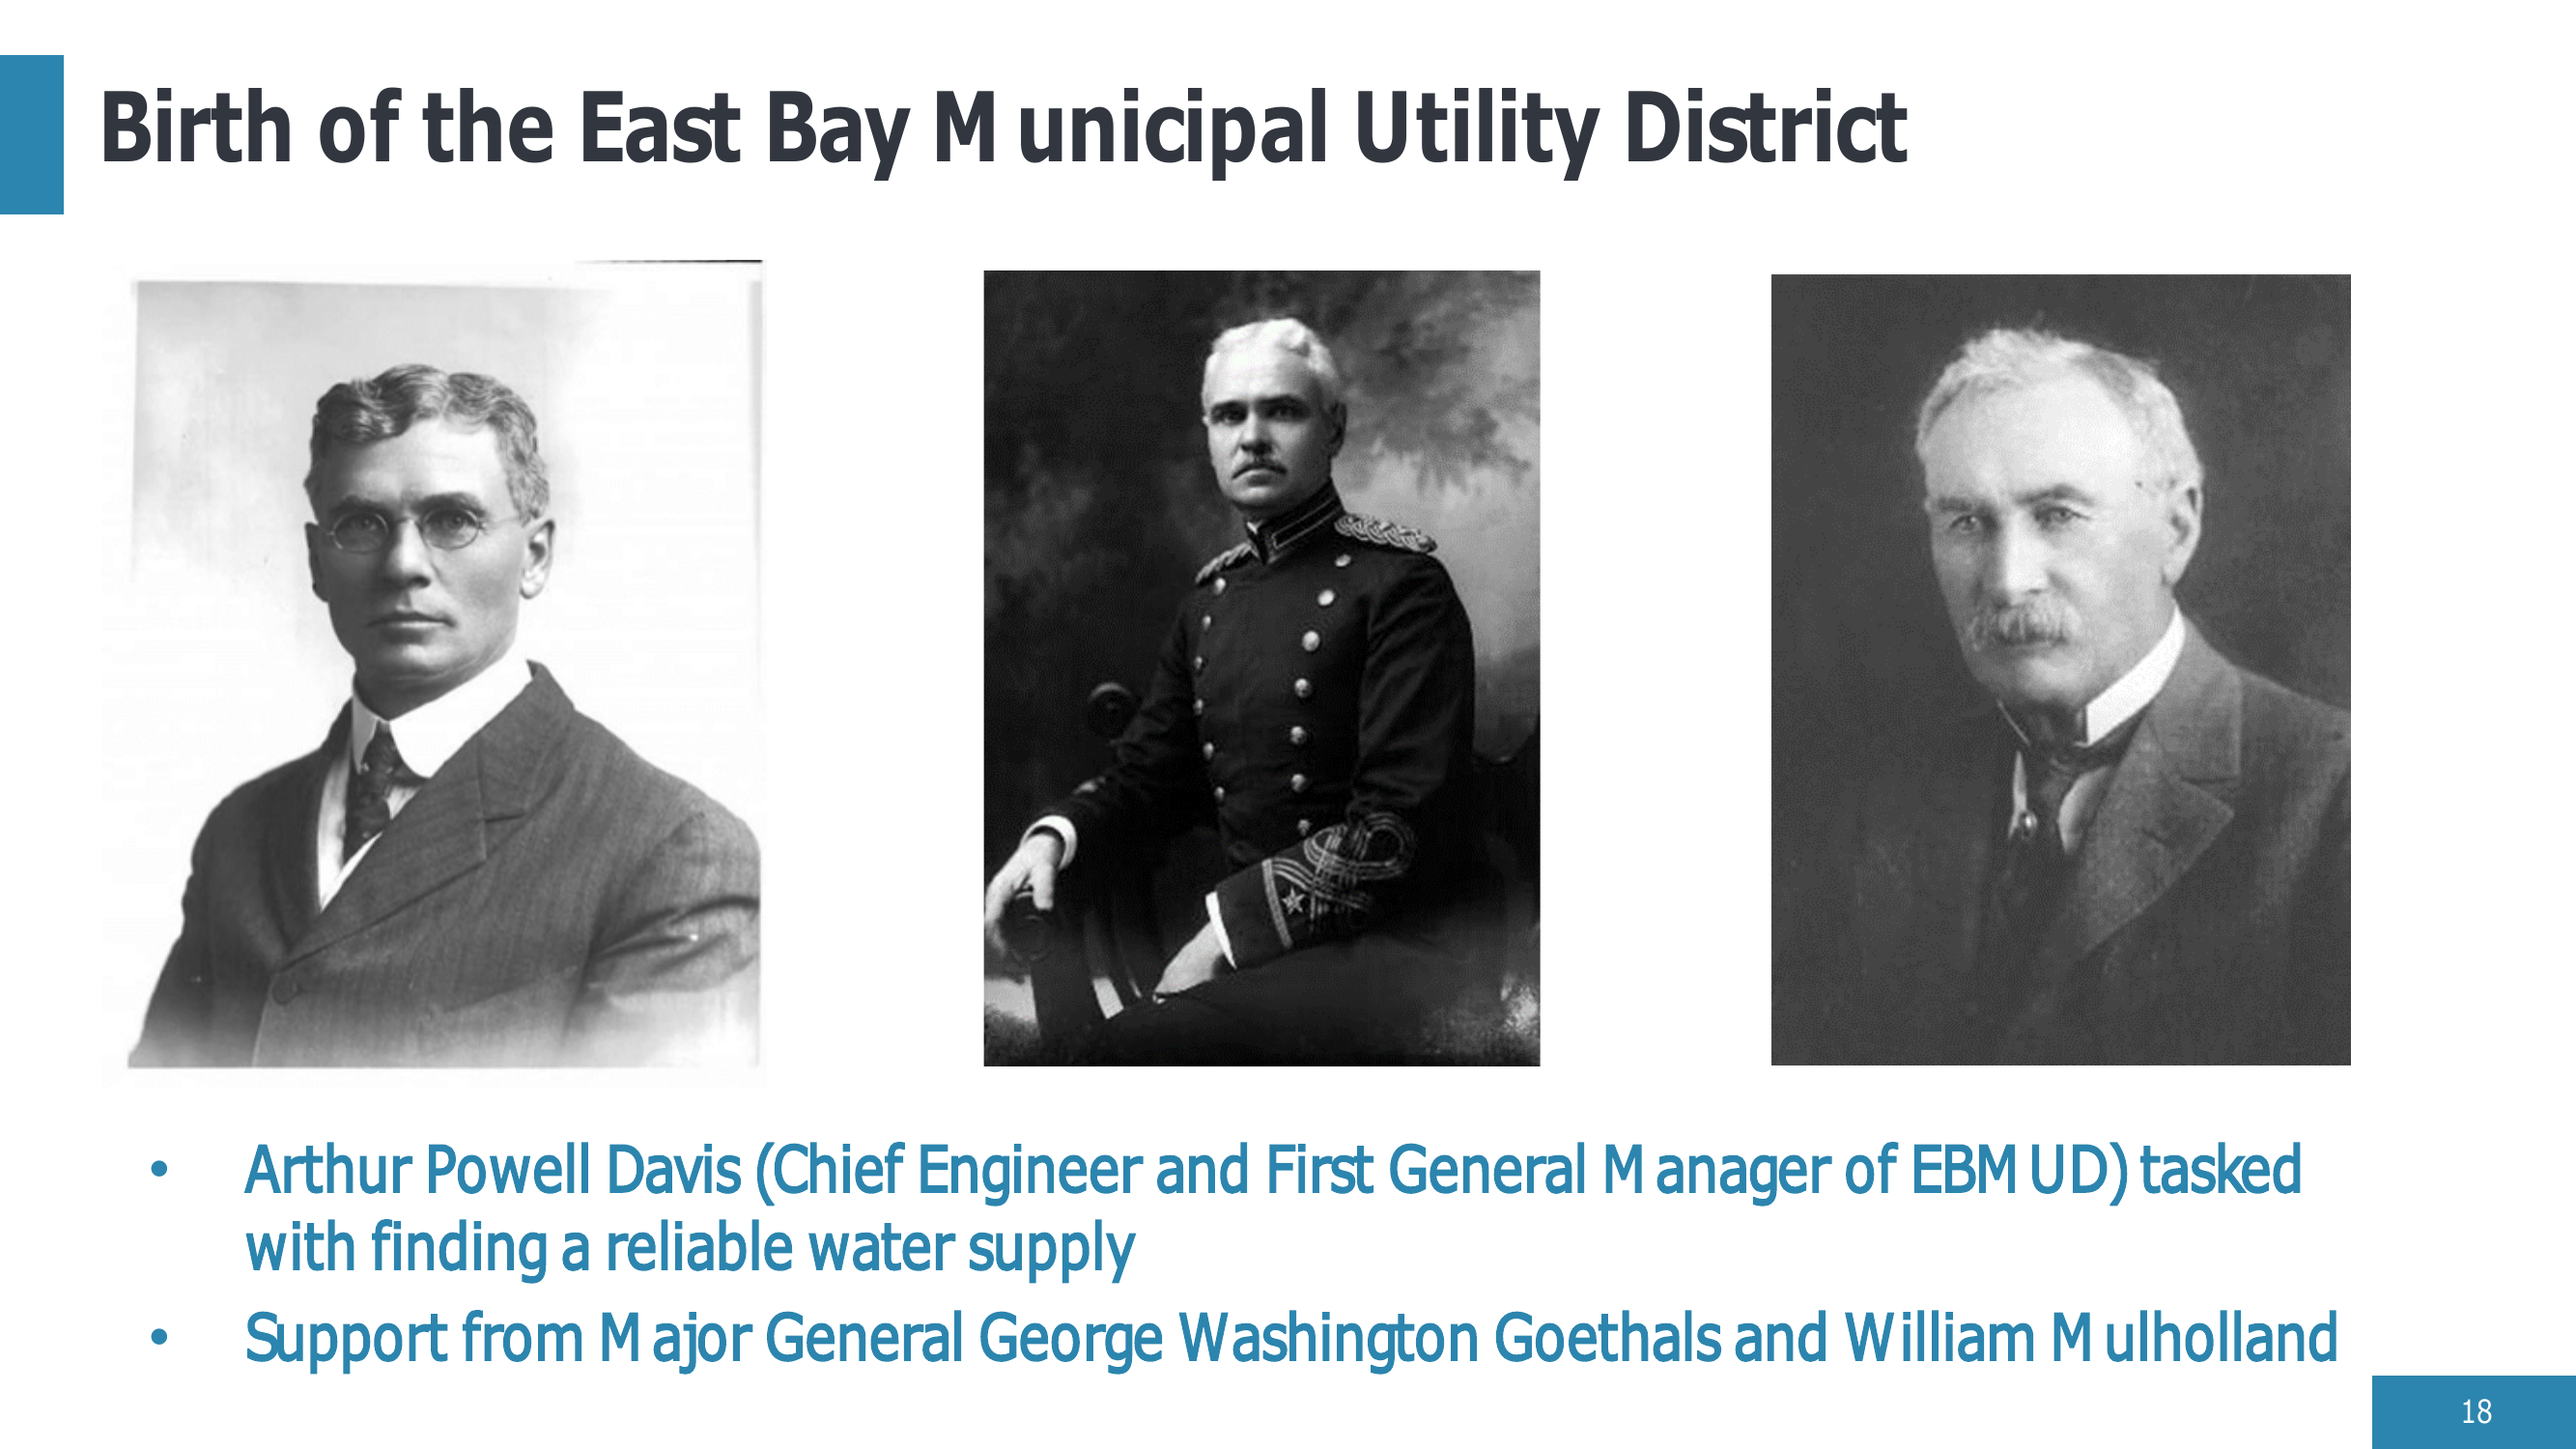 Birth of the East Bay Municipal Utility District
• Arthur Powell Davis (Chief Engineer and First General Manager of EBMUD) tasked
with finding a reliable water supply
• Support from Major General George Washington Goethals and William Mulholland
18